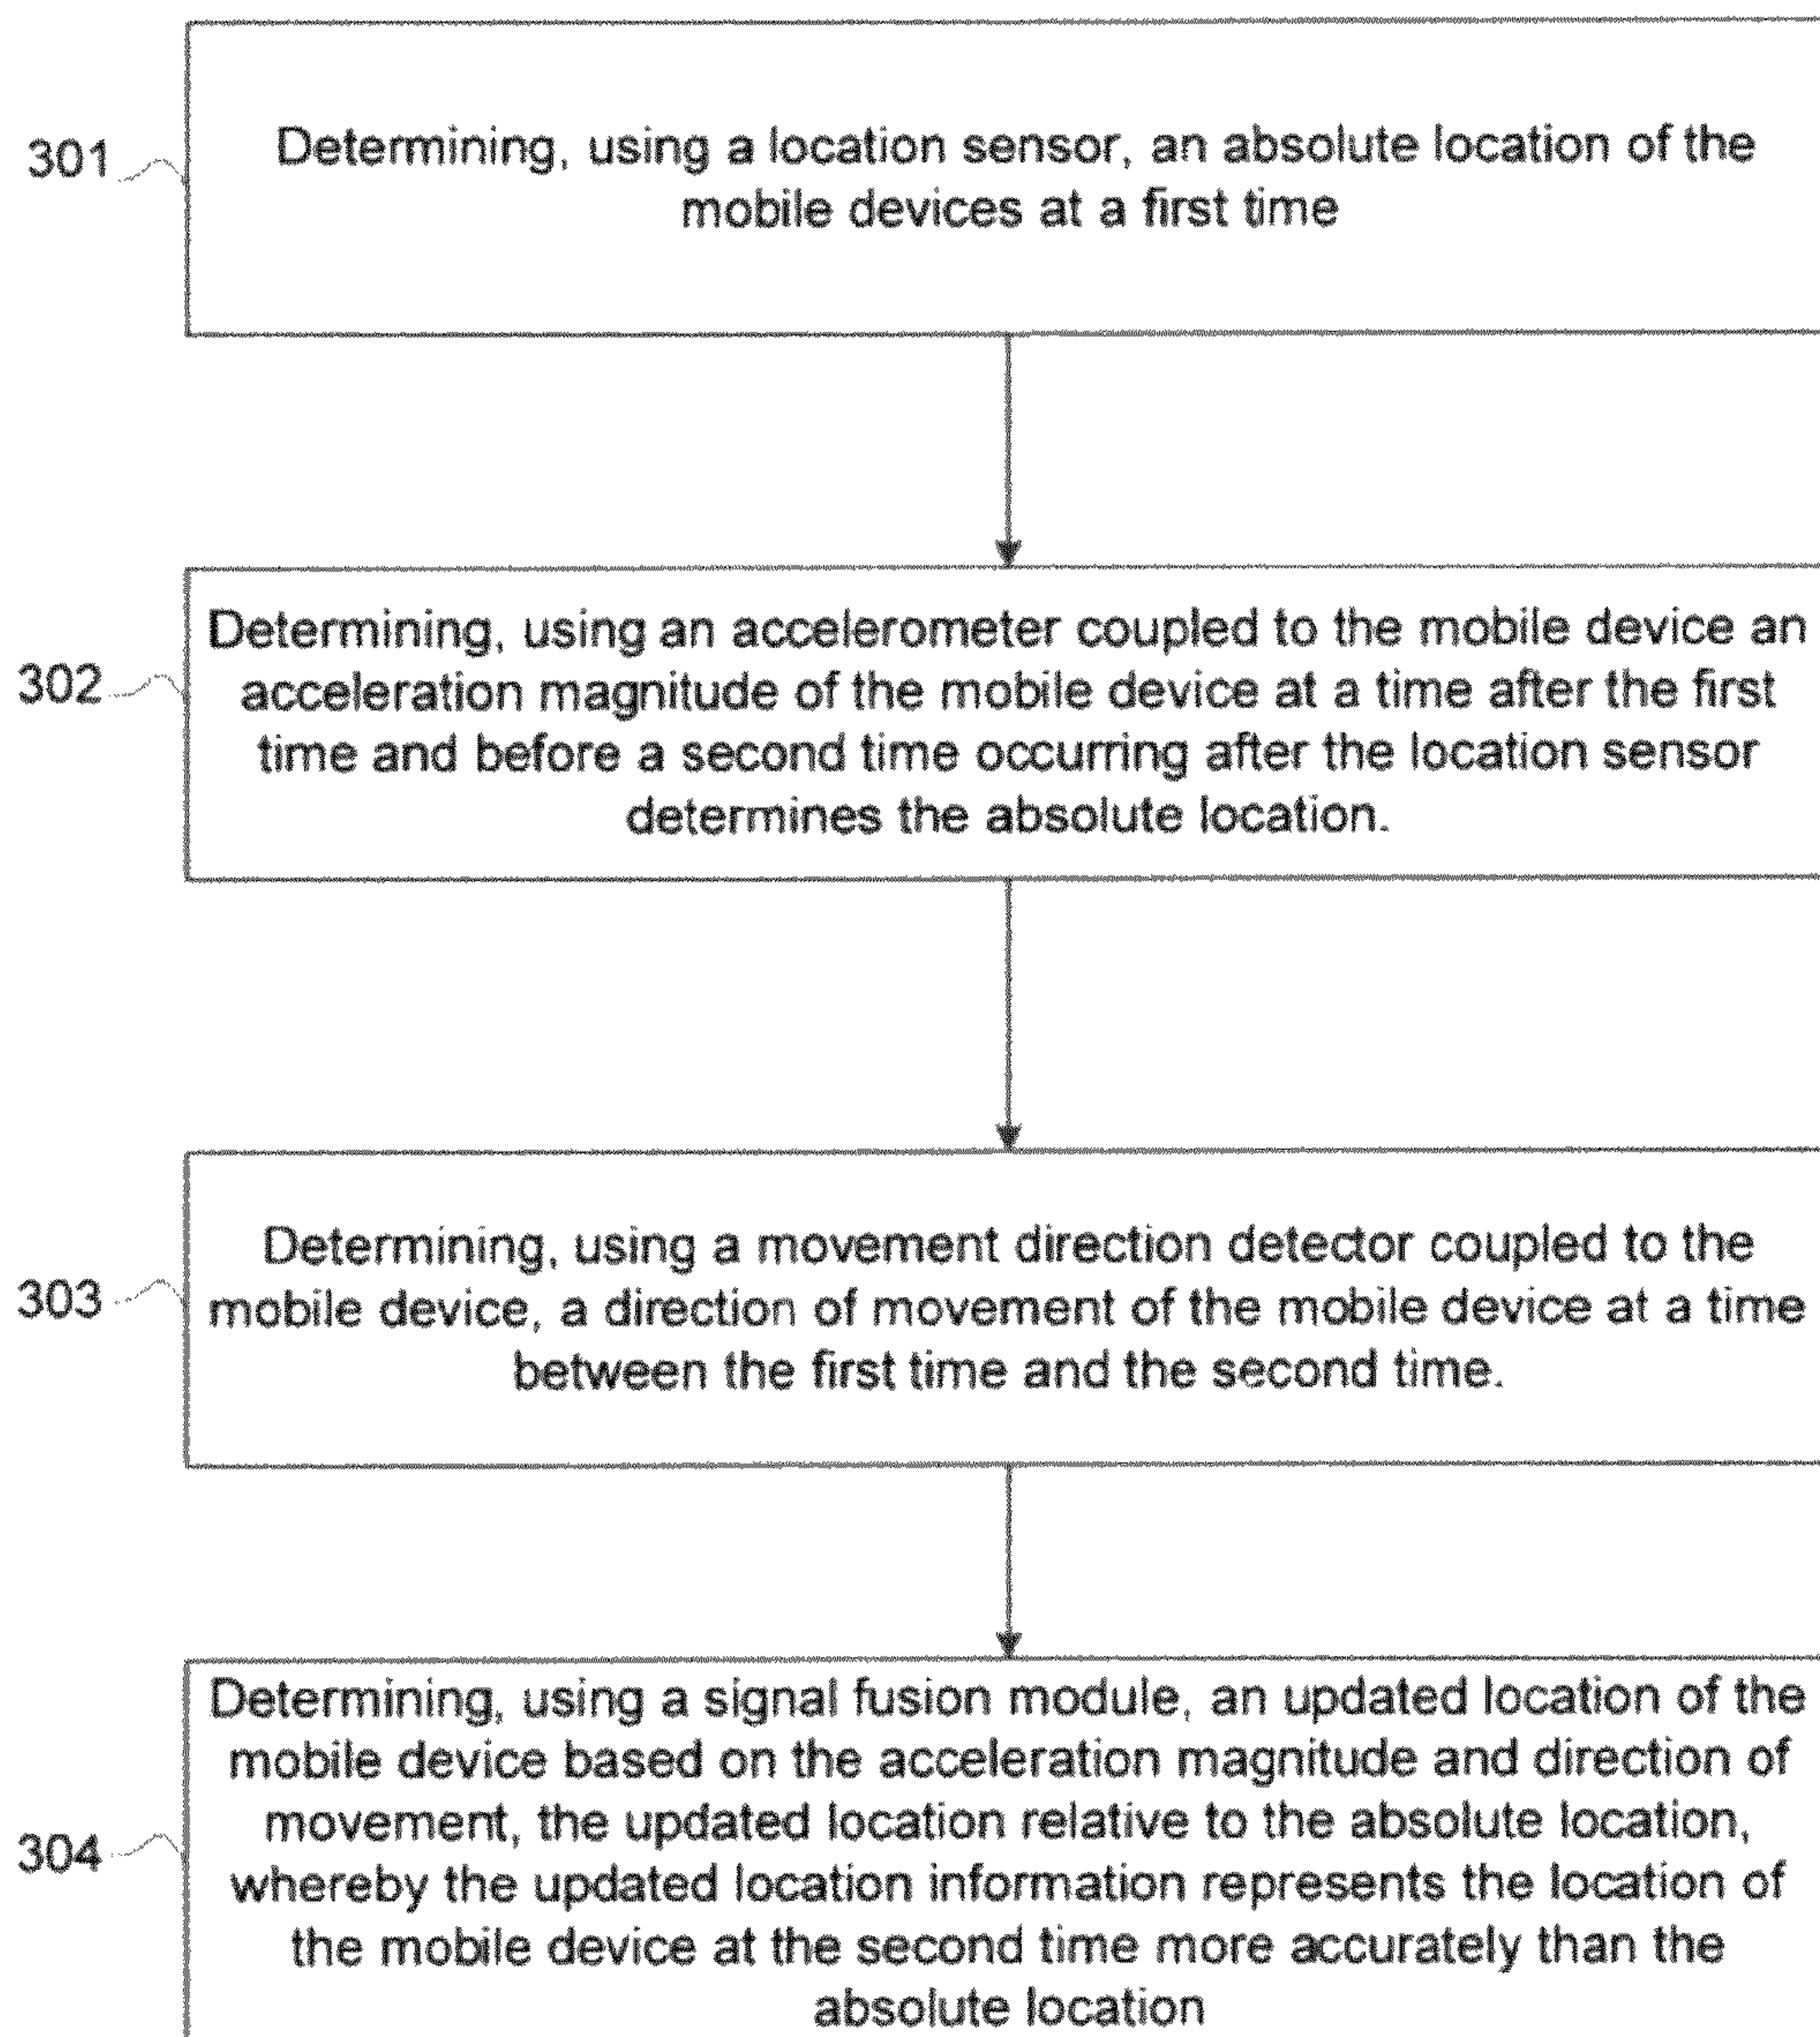 301
Determining, using a location sensor, an absolute location of the
mobile devices at a first time
302
Determining, using an accelerometer coupled to the mobile device an
acceleration magnitude of the mobile device at a time after the first
time and before a second time occurring after the location sensor
determines the absolute location.
303
Determining, using a movement direction detector coupled to the
mobile device, a direction of movement of the mobile device at a time
between the first time and the second time.
304
Determining, using a signal fusion module, an updated location of the
mobile device based on the acceleration magnitude and direction of
movement, the updated location relative to the absolute location,
whereby the updated location information represents the location of
the mobile device at the second time more accurately than the
absolute location